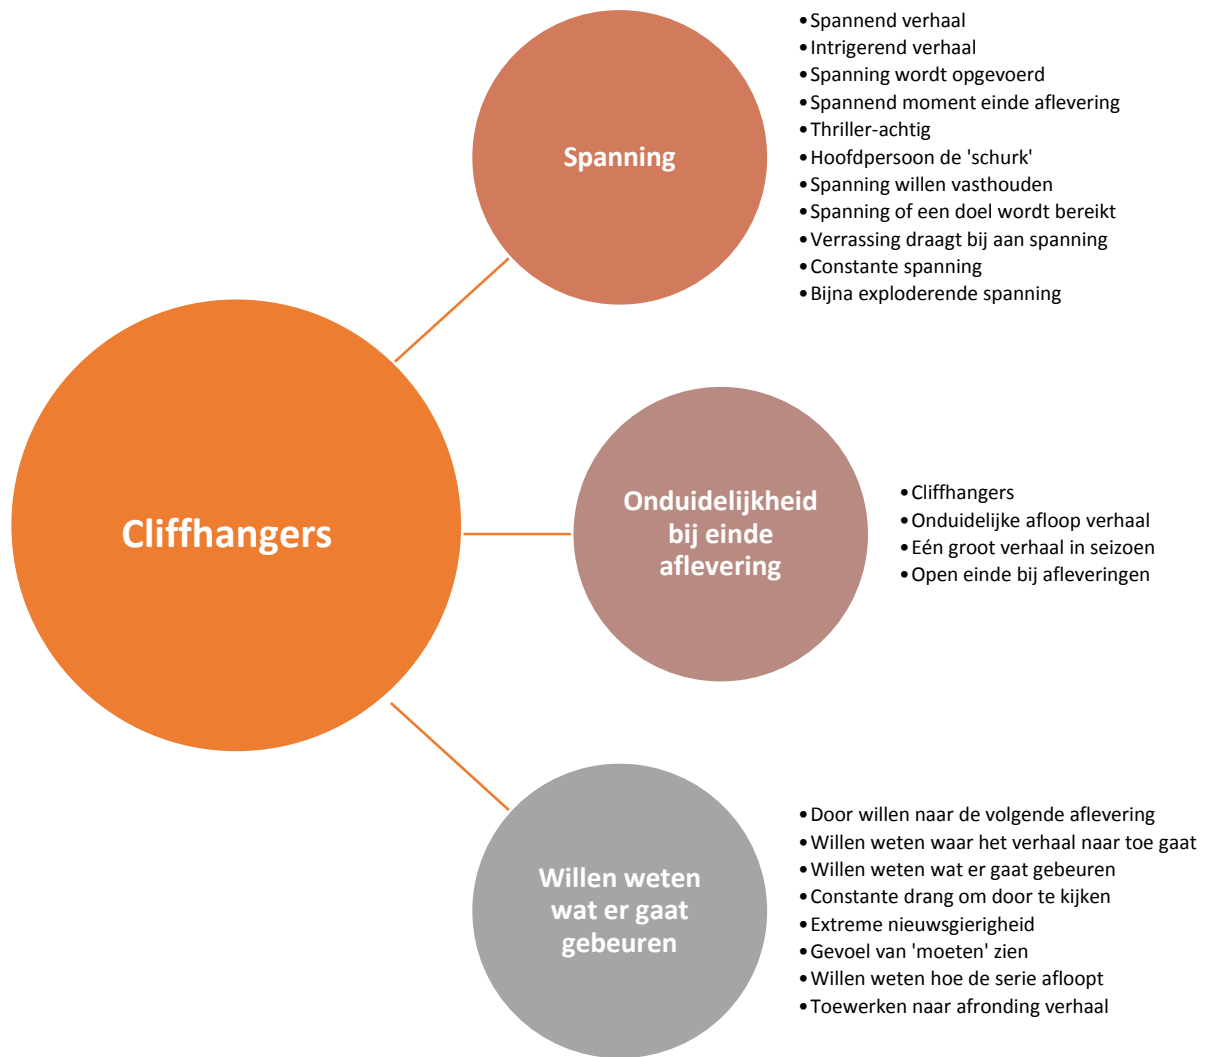 Cliffhangers
Spanning
•Spannend verhaal
•Intrigerend verhaal
•Spanning wordt opgevoerd
•Spannend moment einde aflevering
•Thriller-achtig
•Hoofdpersoon de 'schurk'
•Spanning willen vasthouden
•Spanning of een doel wordt bereikt
•Verrassing draagt bij aan spanning
•Constante spanning
•Bijna exploderende spanning
Onduidelijkheid
bij einde
aflevering
•Cliffhangers
•Onduidelijke afloop verhaal
•Eén groot verhaal in seizoen
•Open einde bij afleveringen
Willen weten
wat er gaat
gebeuren
•Door willen naar de volgende aflevering
•Willen weten waar het verhaal naar toe gaat
•Willen weten wat er gaat gebeuren
•Constante drang om door te kijken
•Extreme nieuwsgierigheid
•Gevoel van 'moeten' zien
•Willen weten hoe de serie afloopt
•Toewerken naar afronding verhaal